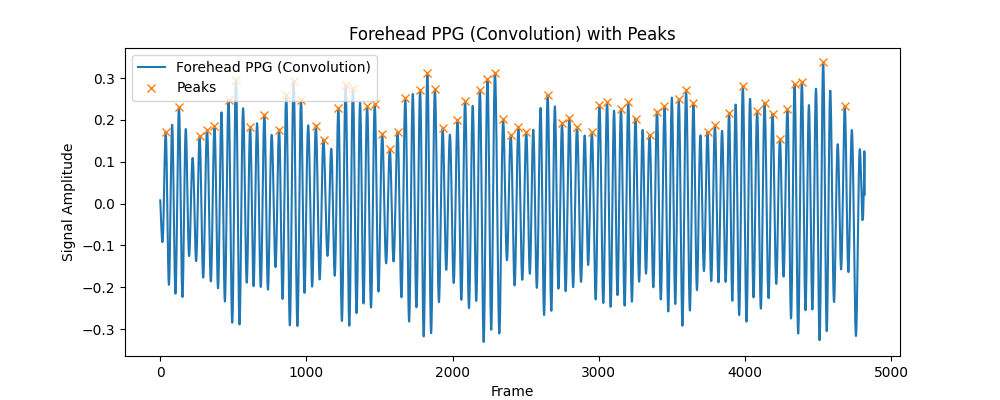 Forehead PPG (Convolution) with Peaks
Forehead PPG (Convolution)
Peaks
Signal Amplitude
0.3
0.2
0.1
0.0
−0.1
−0.2
−0.3
0 1000 2000 3000 4000 5000
Frame